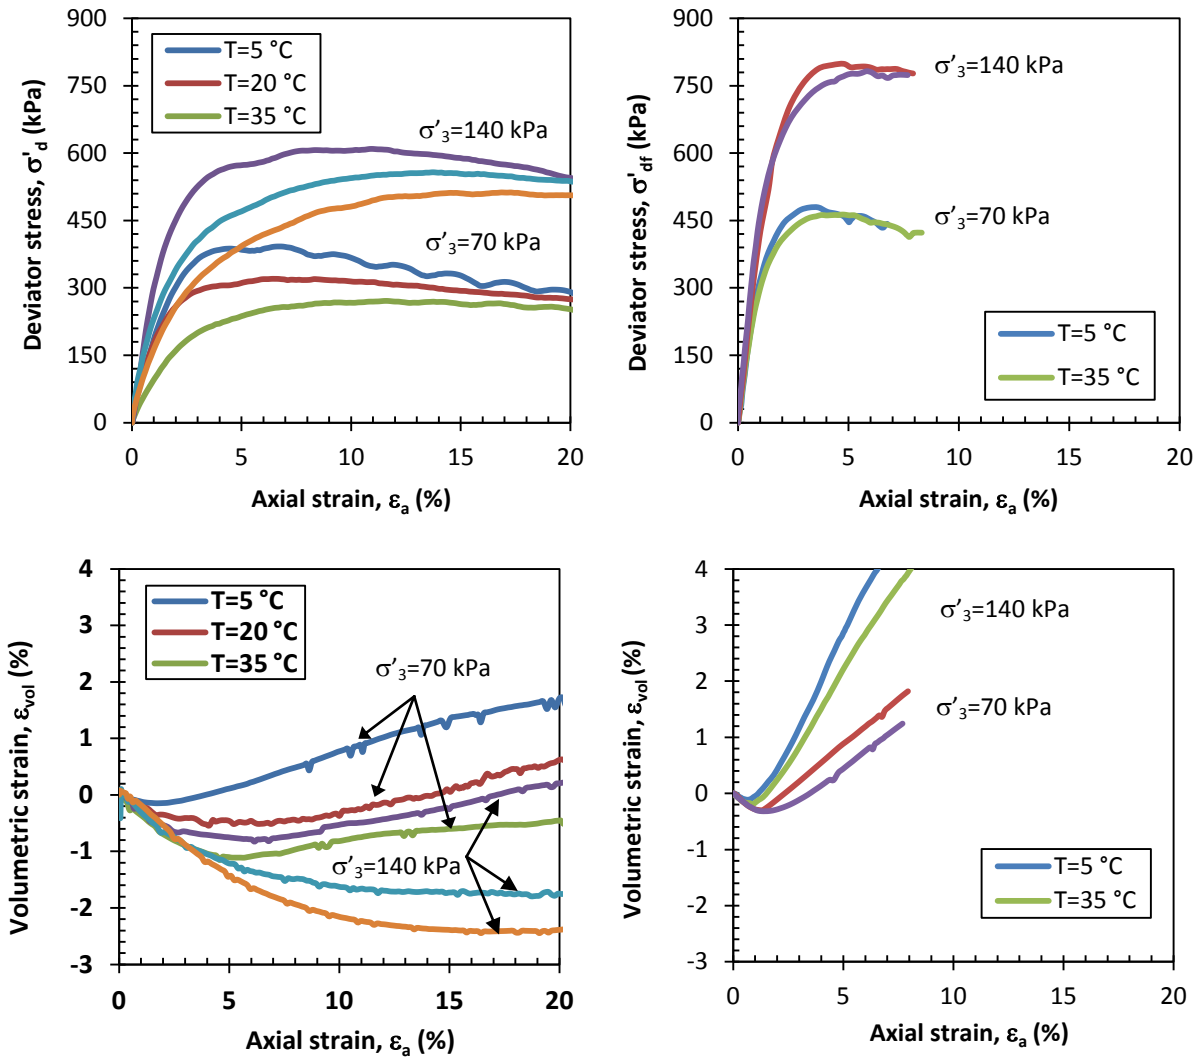 900
750
600
450
300
150
0
0 5 10 15 20
Deviator stress, σ'd (kPa)
Axial strain, εa (%)
T=5 °C
T=20 °C
T=35 °C
σ'3=140 kPa
σ'3=70 kPa
900
750
600
450
300
150
0
0 5 10 15 20
Deviator stress, σ'df (kPa)
Axial strain, εa (%)
σ'3=140 kPa
σ'3=70 kPa
T=5 °C
T=35 °C
4
3
2
1
0
-1
-2
-3
0 5 10 15 20
Volumetric strain, εvol (%)
Axial strain, εa (%)
T=5 °C
T=20 °C
T=35 °C
σ'3=70 kPa
σ'3=140 kPa
4
3
2
1
0
-1
-2
-3
0 5 10 15 20
Volumetric strain, εvol (%)
Axial strain, εa (%)
σ'3=140 kPa
σ'3=70 kPa
T=5 °C
T=35 °C